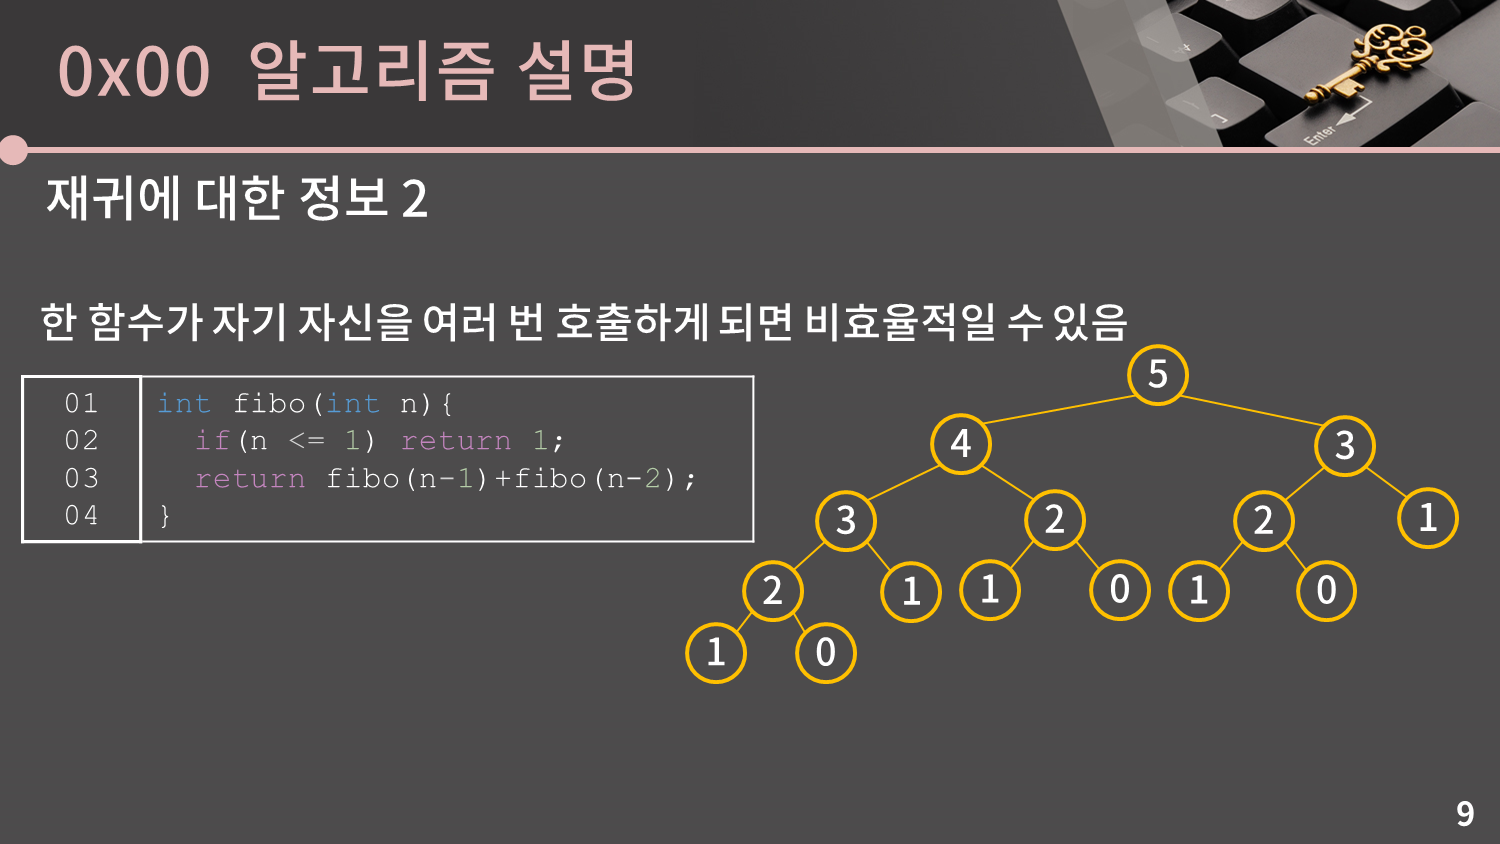 0x00 알고리즘 설명
재귀에 대한 정보 2
한 함수가 자기 자신을 여러 번 호출하게 되면 비효율적일 수 있음
01 int fibo(int n){
02 if(n <= 1) return 1;
03 return fibo(n-1)+fibo(n-2);
04 }
5
4 3
3 2 2 1
2 1 1 0 1 0
1 0
Enter
9